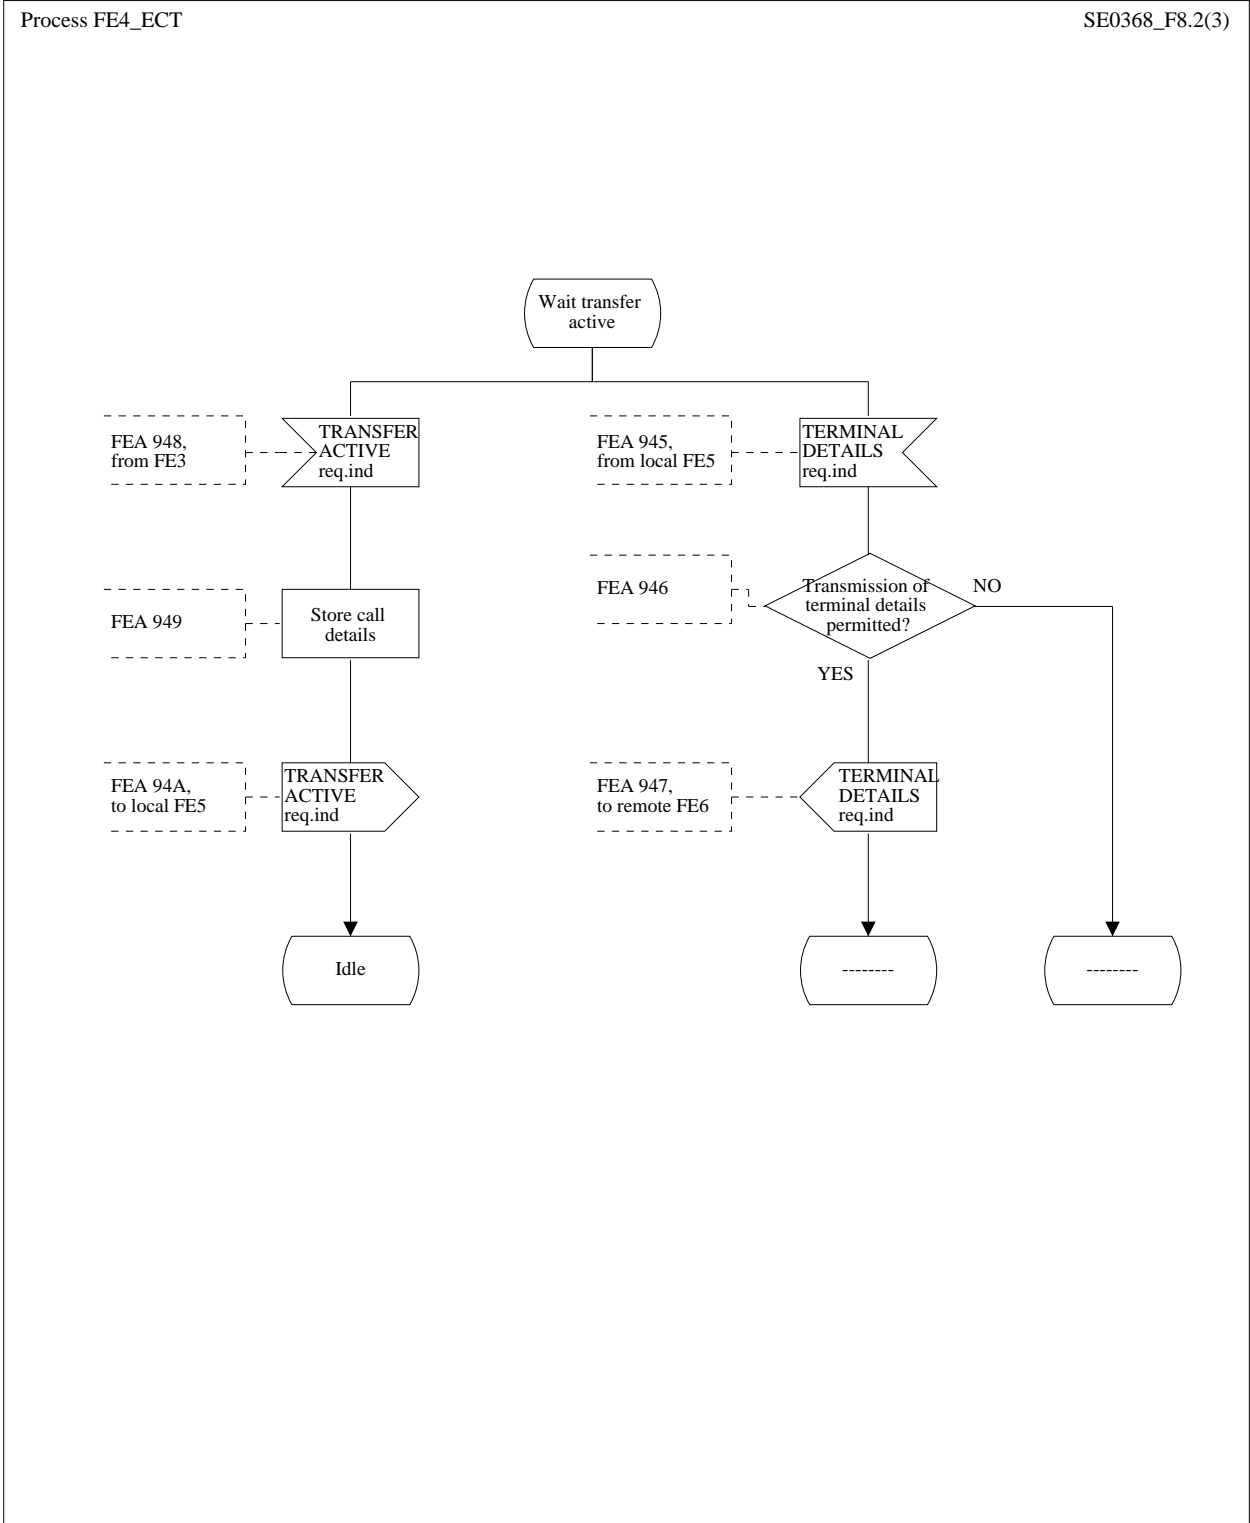 Process FE4_ECT
SE0368_F8.2(3)
Wait transfer
active
FEA 948,
from FE3
TRANSFER
ACTIVE
req.ind
FEA 945,
from local FE5
TERMINAL
DETAILS
req.ind
FEA 949
Store call
details
FEA 946
Transmission of
terminal details
permitted?
NO
YES
FEA 94A,
to local FE5
TRANSFER
ACTIVE
req.ind
FEA 947,
to remote FE6
TERMINAL
DETAILS
req.ind
Idle
--------
--------